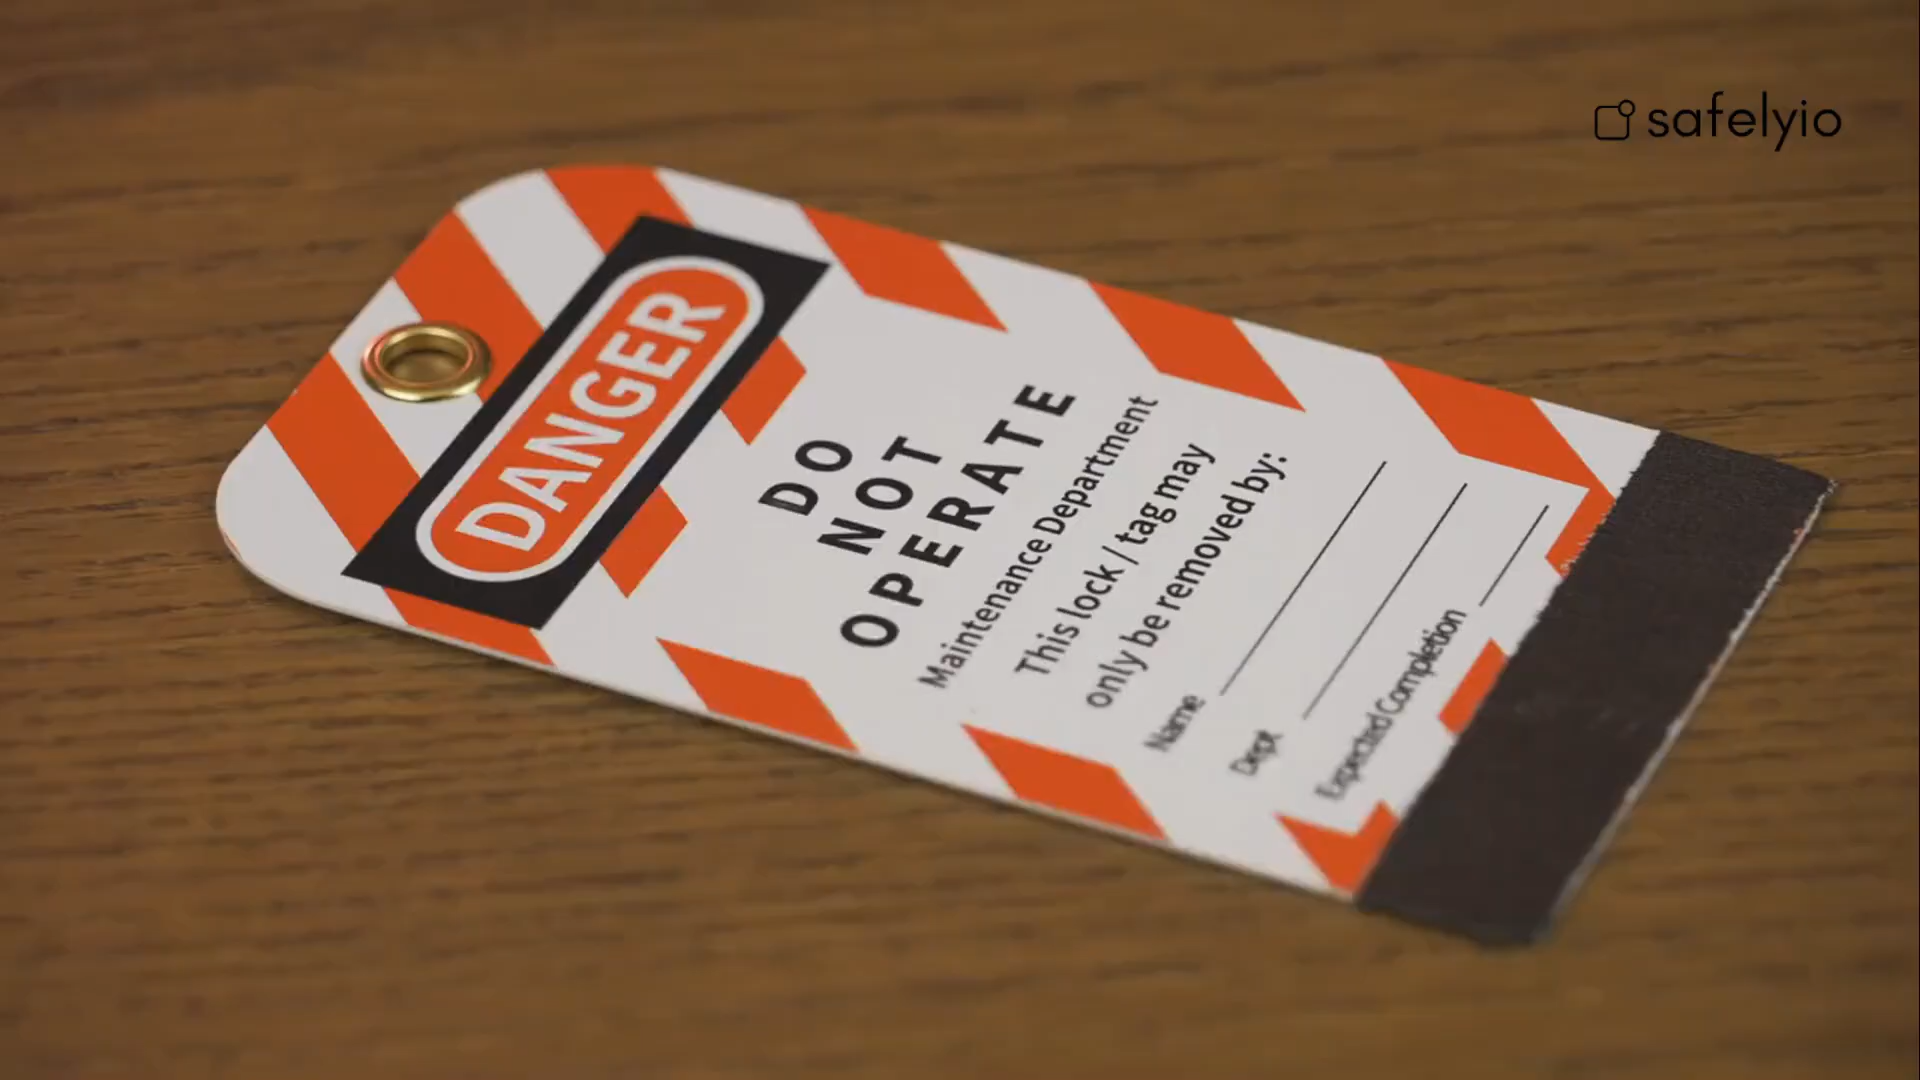 safelyio
DANGER
DO
NOT
OPERATE
Maintenance Department
This lock / tag may
only be removed by:
Name
Dept
Expected Completion